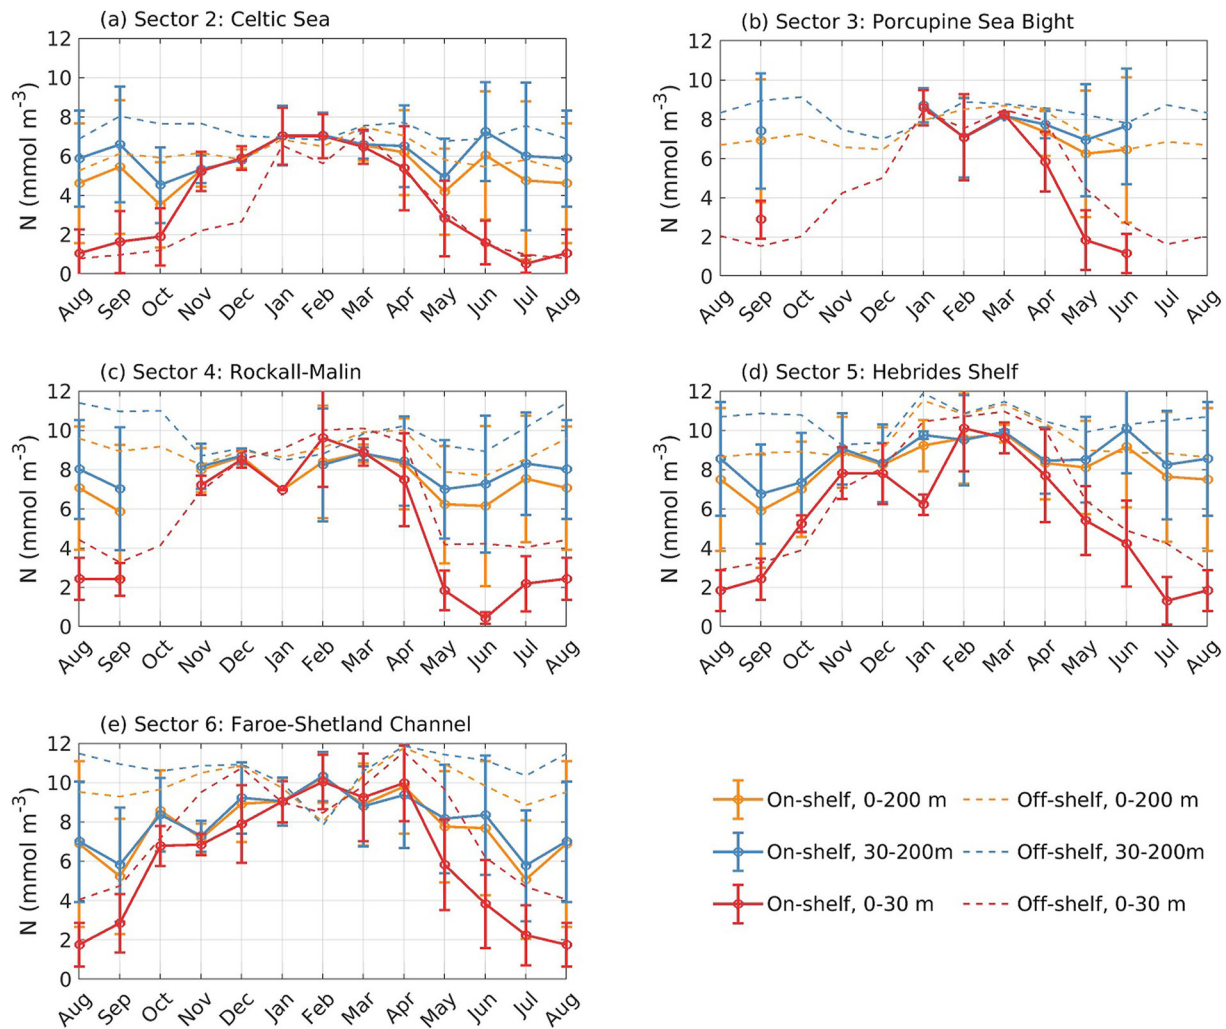 (a) Sector 2: Celtic Sea
N (mmol m⁻³)
12
10
8
6
4
2
0
Aug Sep Oct Nov Dec Jan Feb Mar Apr May Jun Jul Aug
(b) Sector 3: Porcupine Sea Bight
N (mmol m⁻³)
12
10
8
6
4
2
0
Aug Sep Oct Nov Dec Jan Feb Mar Apr May Jun Jul Aug
(c) Sector 4: Rockall-Malin
N (mmol m⁻³)
12
10
8
6
4
2
0
Aug Sep Oct Nov Dec Jan Feb Mar Apr May Jun Jul Aug
(d) Sector 5: Hebrides Shelf
N (mmol m⁻³)
12
10
8
6
4
2
0
Aug Sep Oct Nov Dec Jan Feb Mar Apr May Jun Jul Aug
(e) Sector 6: Faroe-Shetland Channel
N (mmol m⁻³)
12
10
8
6
4
2
0
Aug Sep Oct Nov Dec Jan Feb Mar Apr May Jun Jul Aug
On-shelf, 0-200 m
Off-shelf, 0-200 m
On-shelf, 30-200m
Off-shelf, 30-200m
On-shelf, 0-30 m
Off-shelf, 0-30 m